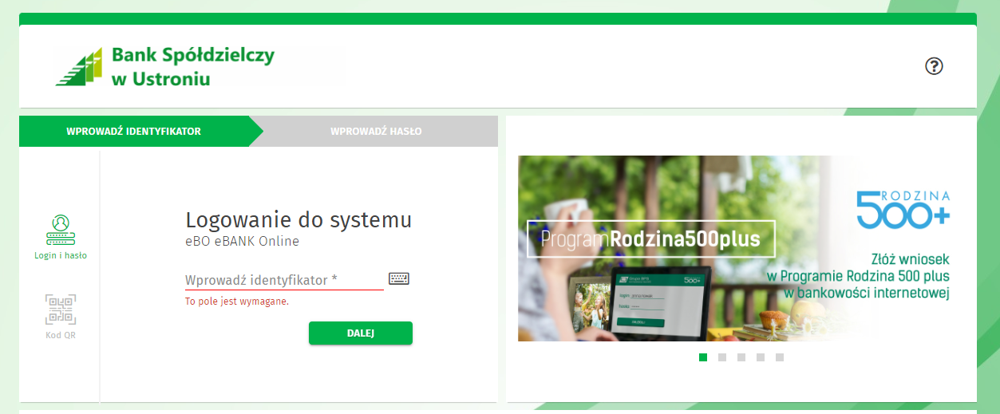 Bank Spółdzielczy
w Ustroniu
WPROWADŹ IDENTYFIKATOR
WPROWADŹ HASŁO
Login i hasło
Kod QR
Logowanie do systemu
eBO eBANK Online
Wprowadź identyfikator *
To pole jest wymagane.
DALEJ
ProgramRodzina500plus
RODZINA
500+
Złóż wniosek
w Programie Rodzina 500 plus
w bankowości internetowej